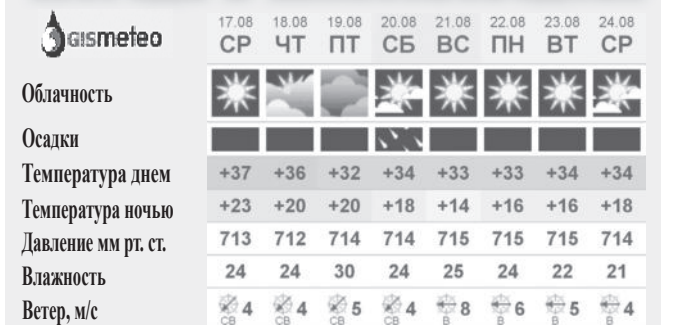 GISmeteo
17.08 18.08 19.08 20.08 21.08 22.08 23.08 24.08
СР ЧТ ПТ СБ ВС ПН ВТ СР
Облачность
Осадки
Температура днем +37 +36 +32 +34 +33 +33 +34 +34
Температура ночью +23 +20 +20 +18 +14 +16 +16 +18
Давление мм рт. ст. 713 712 714 714 715 715 715 714
Влажность 24 24 30 24 25 24 22 21
Ветер, м/с 4 4 5 4 8 6 5 4
СВ СВ СВ СВ В В В В